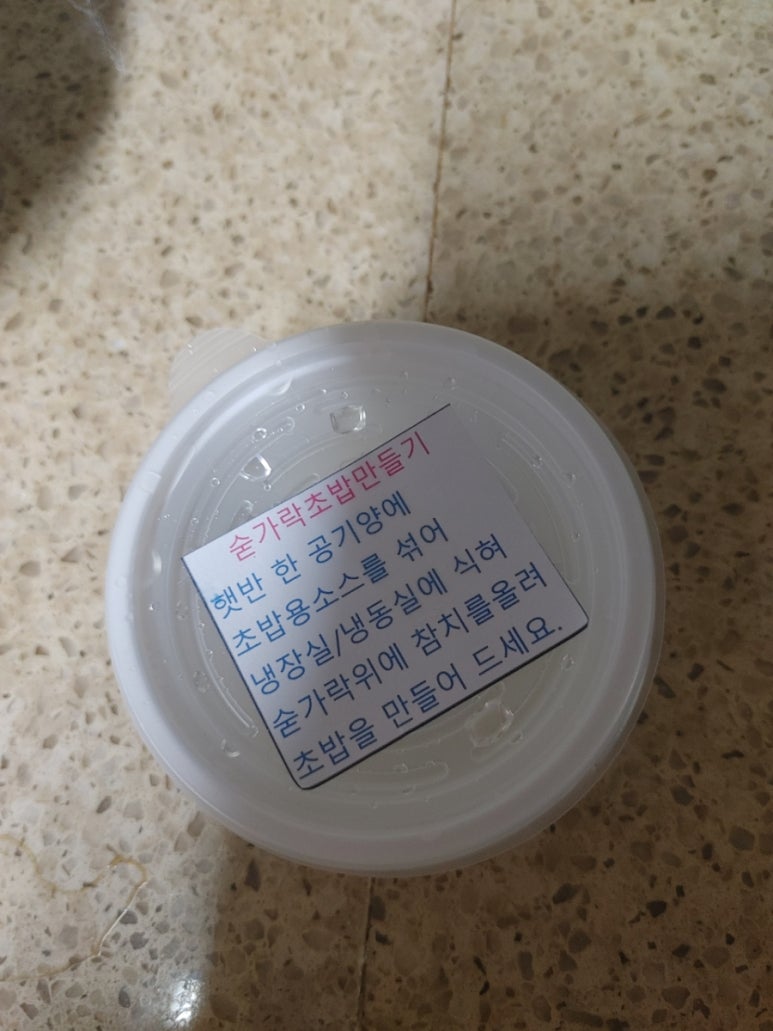 숟가락초밥만들기
햇반 한 공기양에
초밥용소스를 섞어
냉장실/냉동실에 식혀
숟가락위에 참치를올려
초밥을 만들어 드세요.